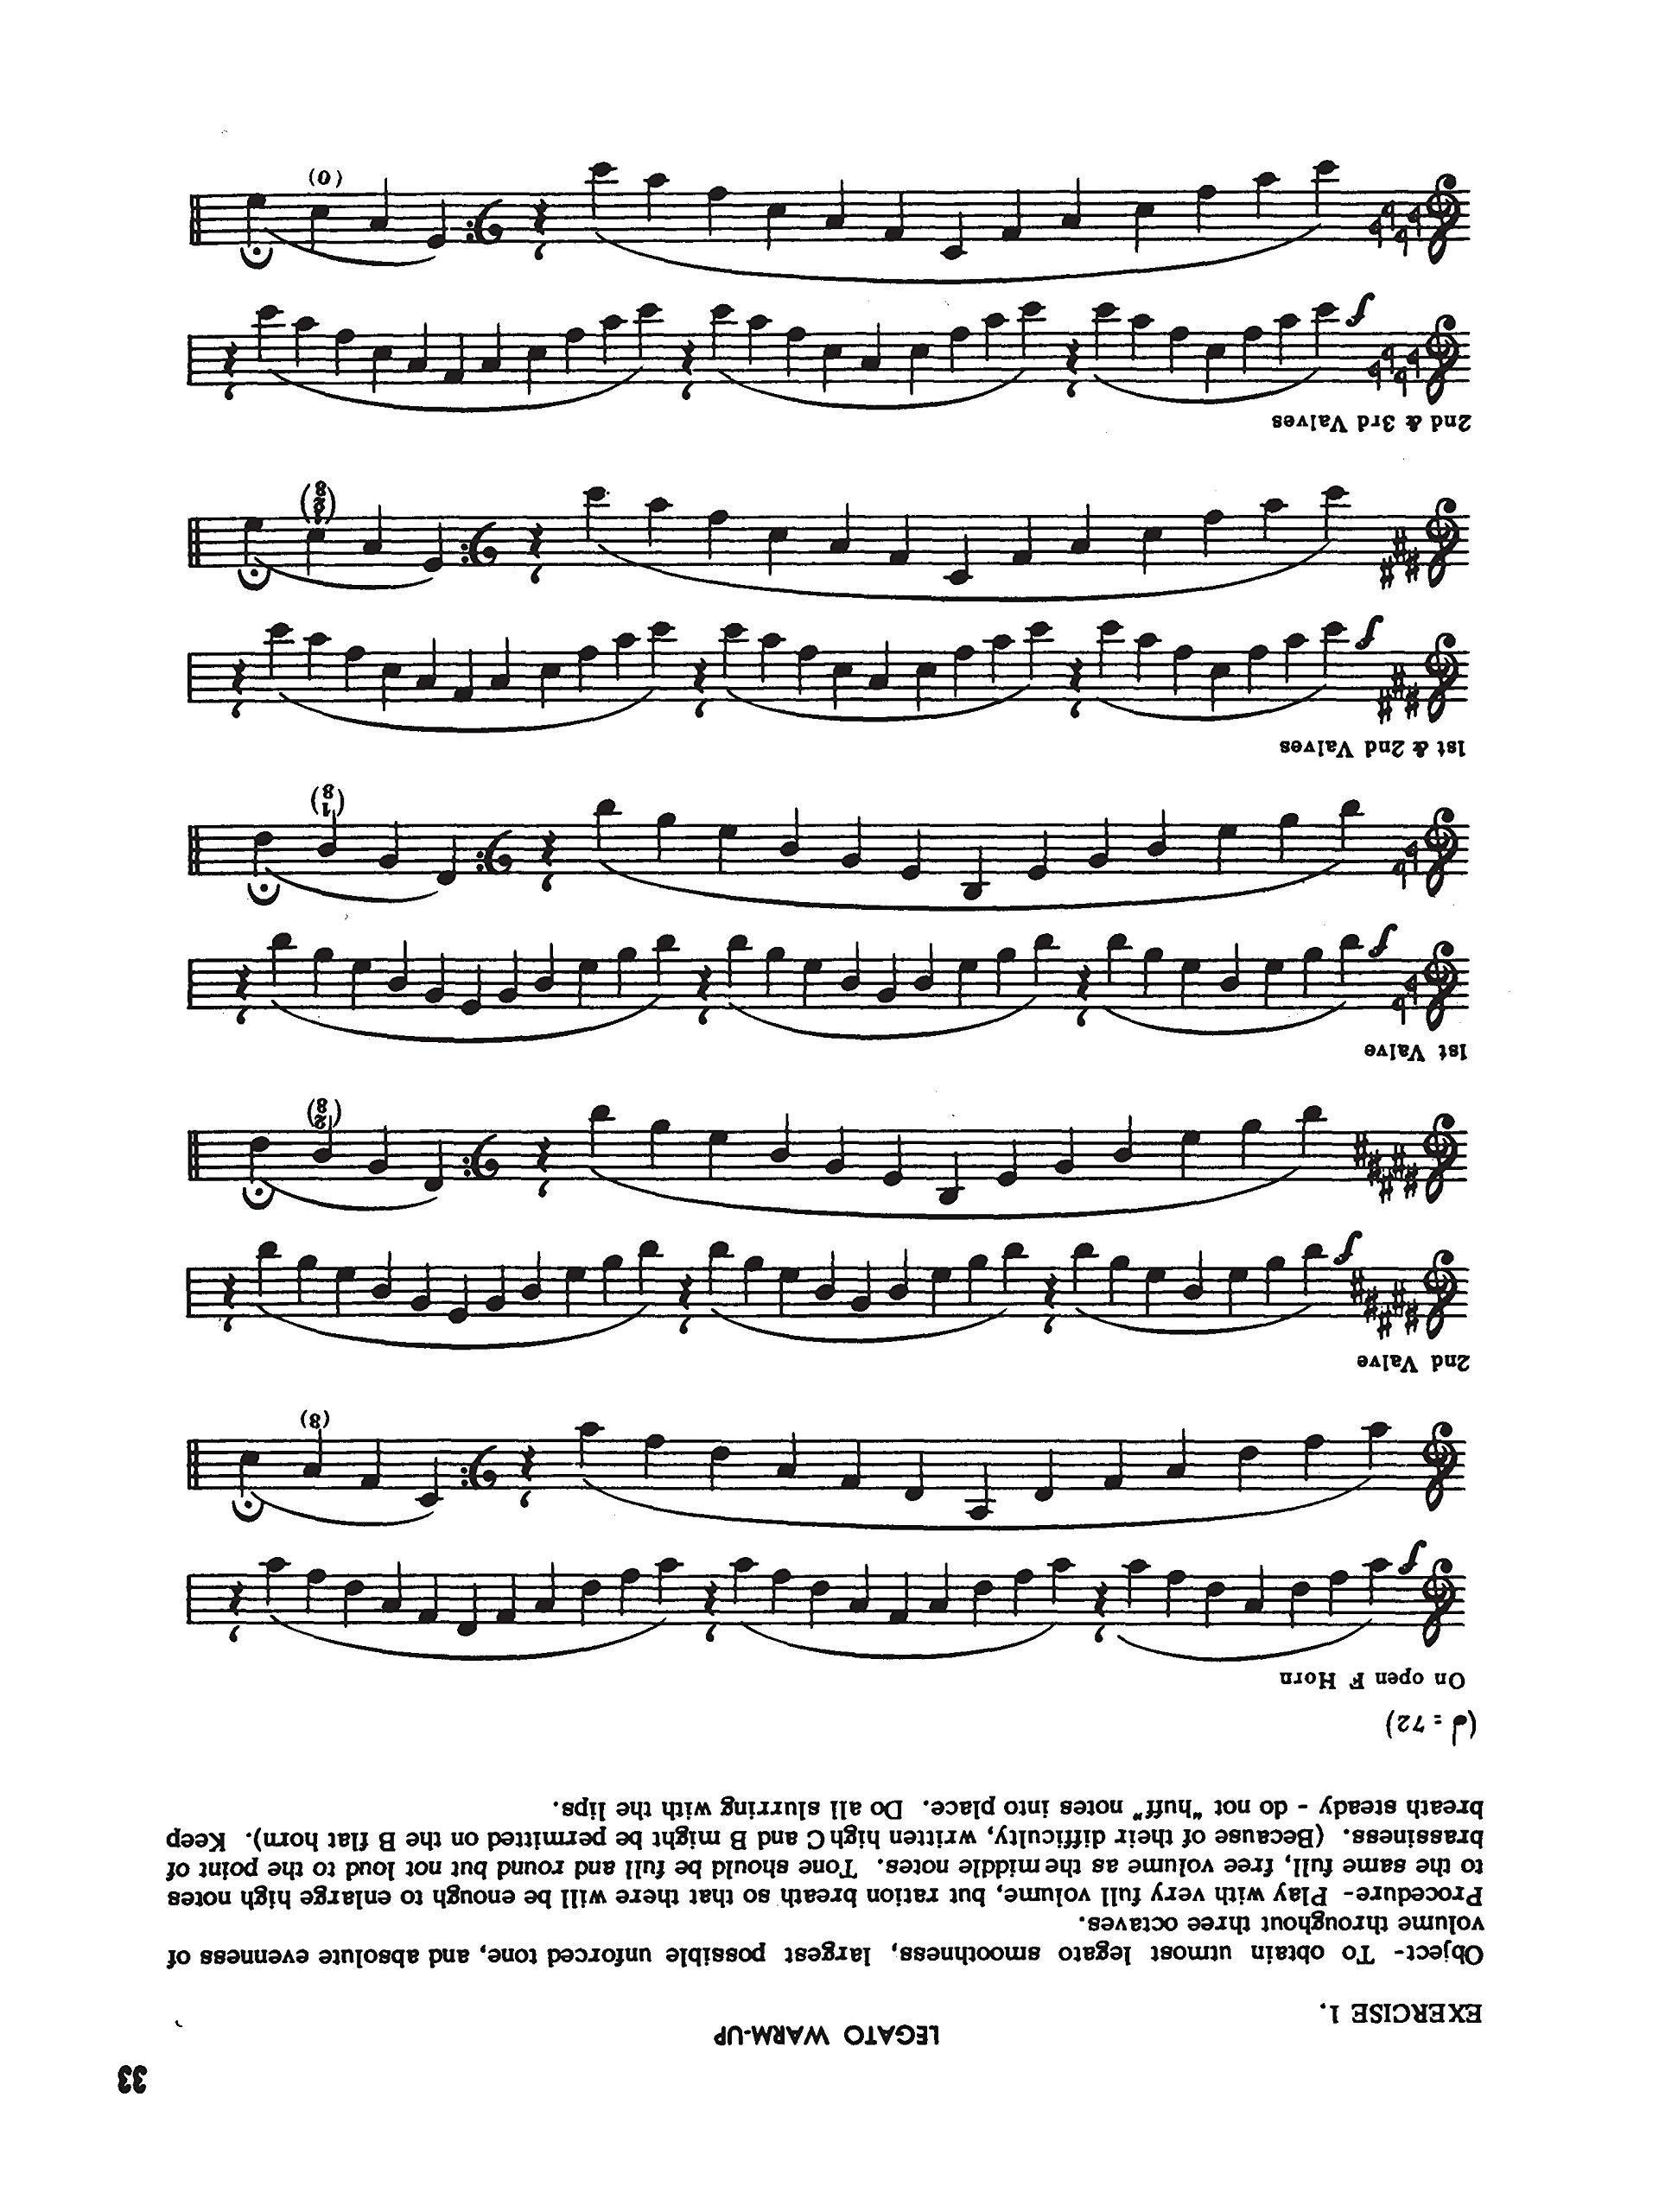 33
LEGATO WARM-UP
EXERCISE 1.
Object- To obtain utmost legato smoothness, largest possible unforced tone, and absolute evenness of
volume throughout three octaves.
Procedure- Play with very full volume, but ration breath so that there will be enough to enlarge high notes
to the same full, free volume as the middle notes. Tone should be full and round but not loud to the point of
brassiness. (Because of their difficulty, written high C and B might be permitted on the B flat horn). Keep
breath steady - do not "huff" notes into place. Do all slurring with the lips.
(♩ = 72)
On open F Horn
f
(8)
2nd Valve
f
(2
8)
1st Valve
f
(1
8)
1st & 2nd Valves
f
(1
2
8)
2nd & 3rd Valves
f
(0)